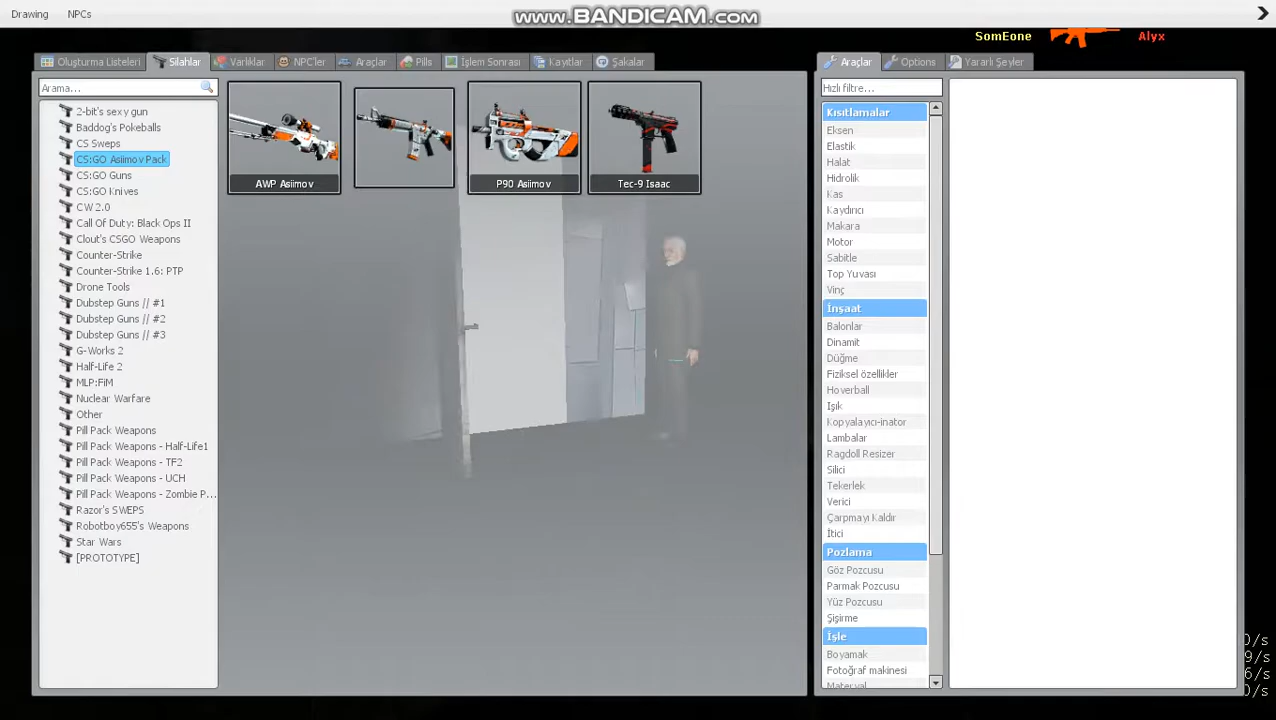 Drawing NPCs
www.BANDICAM.com
SomEone Alyx
Oluşturma Listeleri Silahlar Varlıklar NPC'ler Araçlar Pills İşlem Sonrası Kayıtlar Şakalar
Arama...
2-bit's sexy gun
Baddog's Pokeballs
CS Sweps
CS:GO Asiimov Pack
CS:GO Guns
CS:GO Knives
CW 2.0
Call Of Duty: Black Ops II
Clout's CSGO Weapons
Counter-Strike
Counter-Strike 1.6: PTP
Drone Tools
Dubstep Guns // #1
Dubstep Guns // #2
Dubstep Guns // #3
G-Works 2
Half-Life 2
MLP:FiM
Nuclear Warfare
Other
Pill Pack Weapons
Pill Pack Weapons - Half-Life1
Pill Pack Weapons - TF2
Pill Pack Weapons - UCH
Pill Pack Weapons - Zombie P...
Razor's SWEPS
Robotboy655's Weapons
Star Wars
[PROTOTYPE]
AWP Asiimov
P90 Asiimov
Tec-9 Isaac
Araçlar Options Yararlı Şeyler
Hızlı filtre...
Kısıtlamalar
Eksen
Elastik
Halat
Hidrolik
Kas
Kaydırıcı
Makara
Motor
Sabitle
Top Yuvası
Vinç
İnşaat
Balonlar
Dinamit
Düğme
Fiziksel özellikler
Hoverball
Işık
Kopyalayıcı-inator
Lambalar
Ragdoll Resizer
Silici
Tekerlek
Verici
Çarpmayı Kaldır
İtici
Pozlama
Göz Pozcusu
Parmak Pozcusu
Yüz Pozcusu
Şişirme
İşle
Boyamak
Fotoğraf makinesi
Materyal
0/s
9/s
6/s
0/s